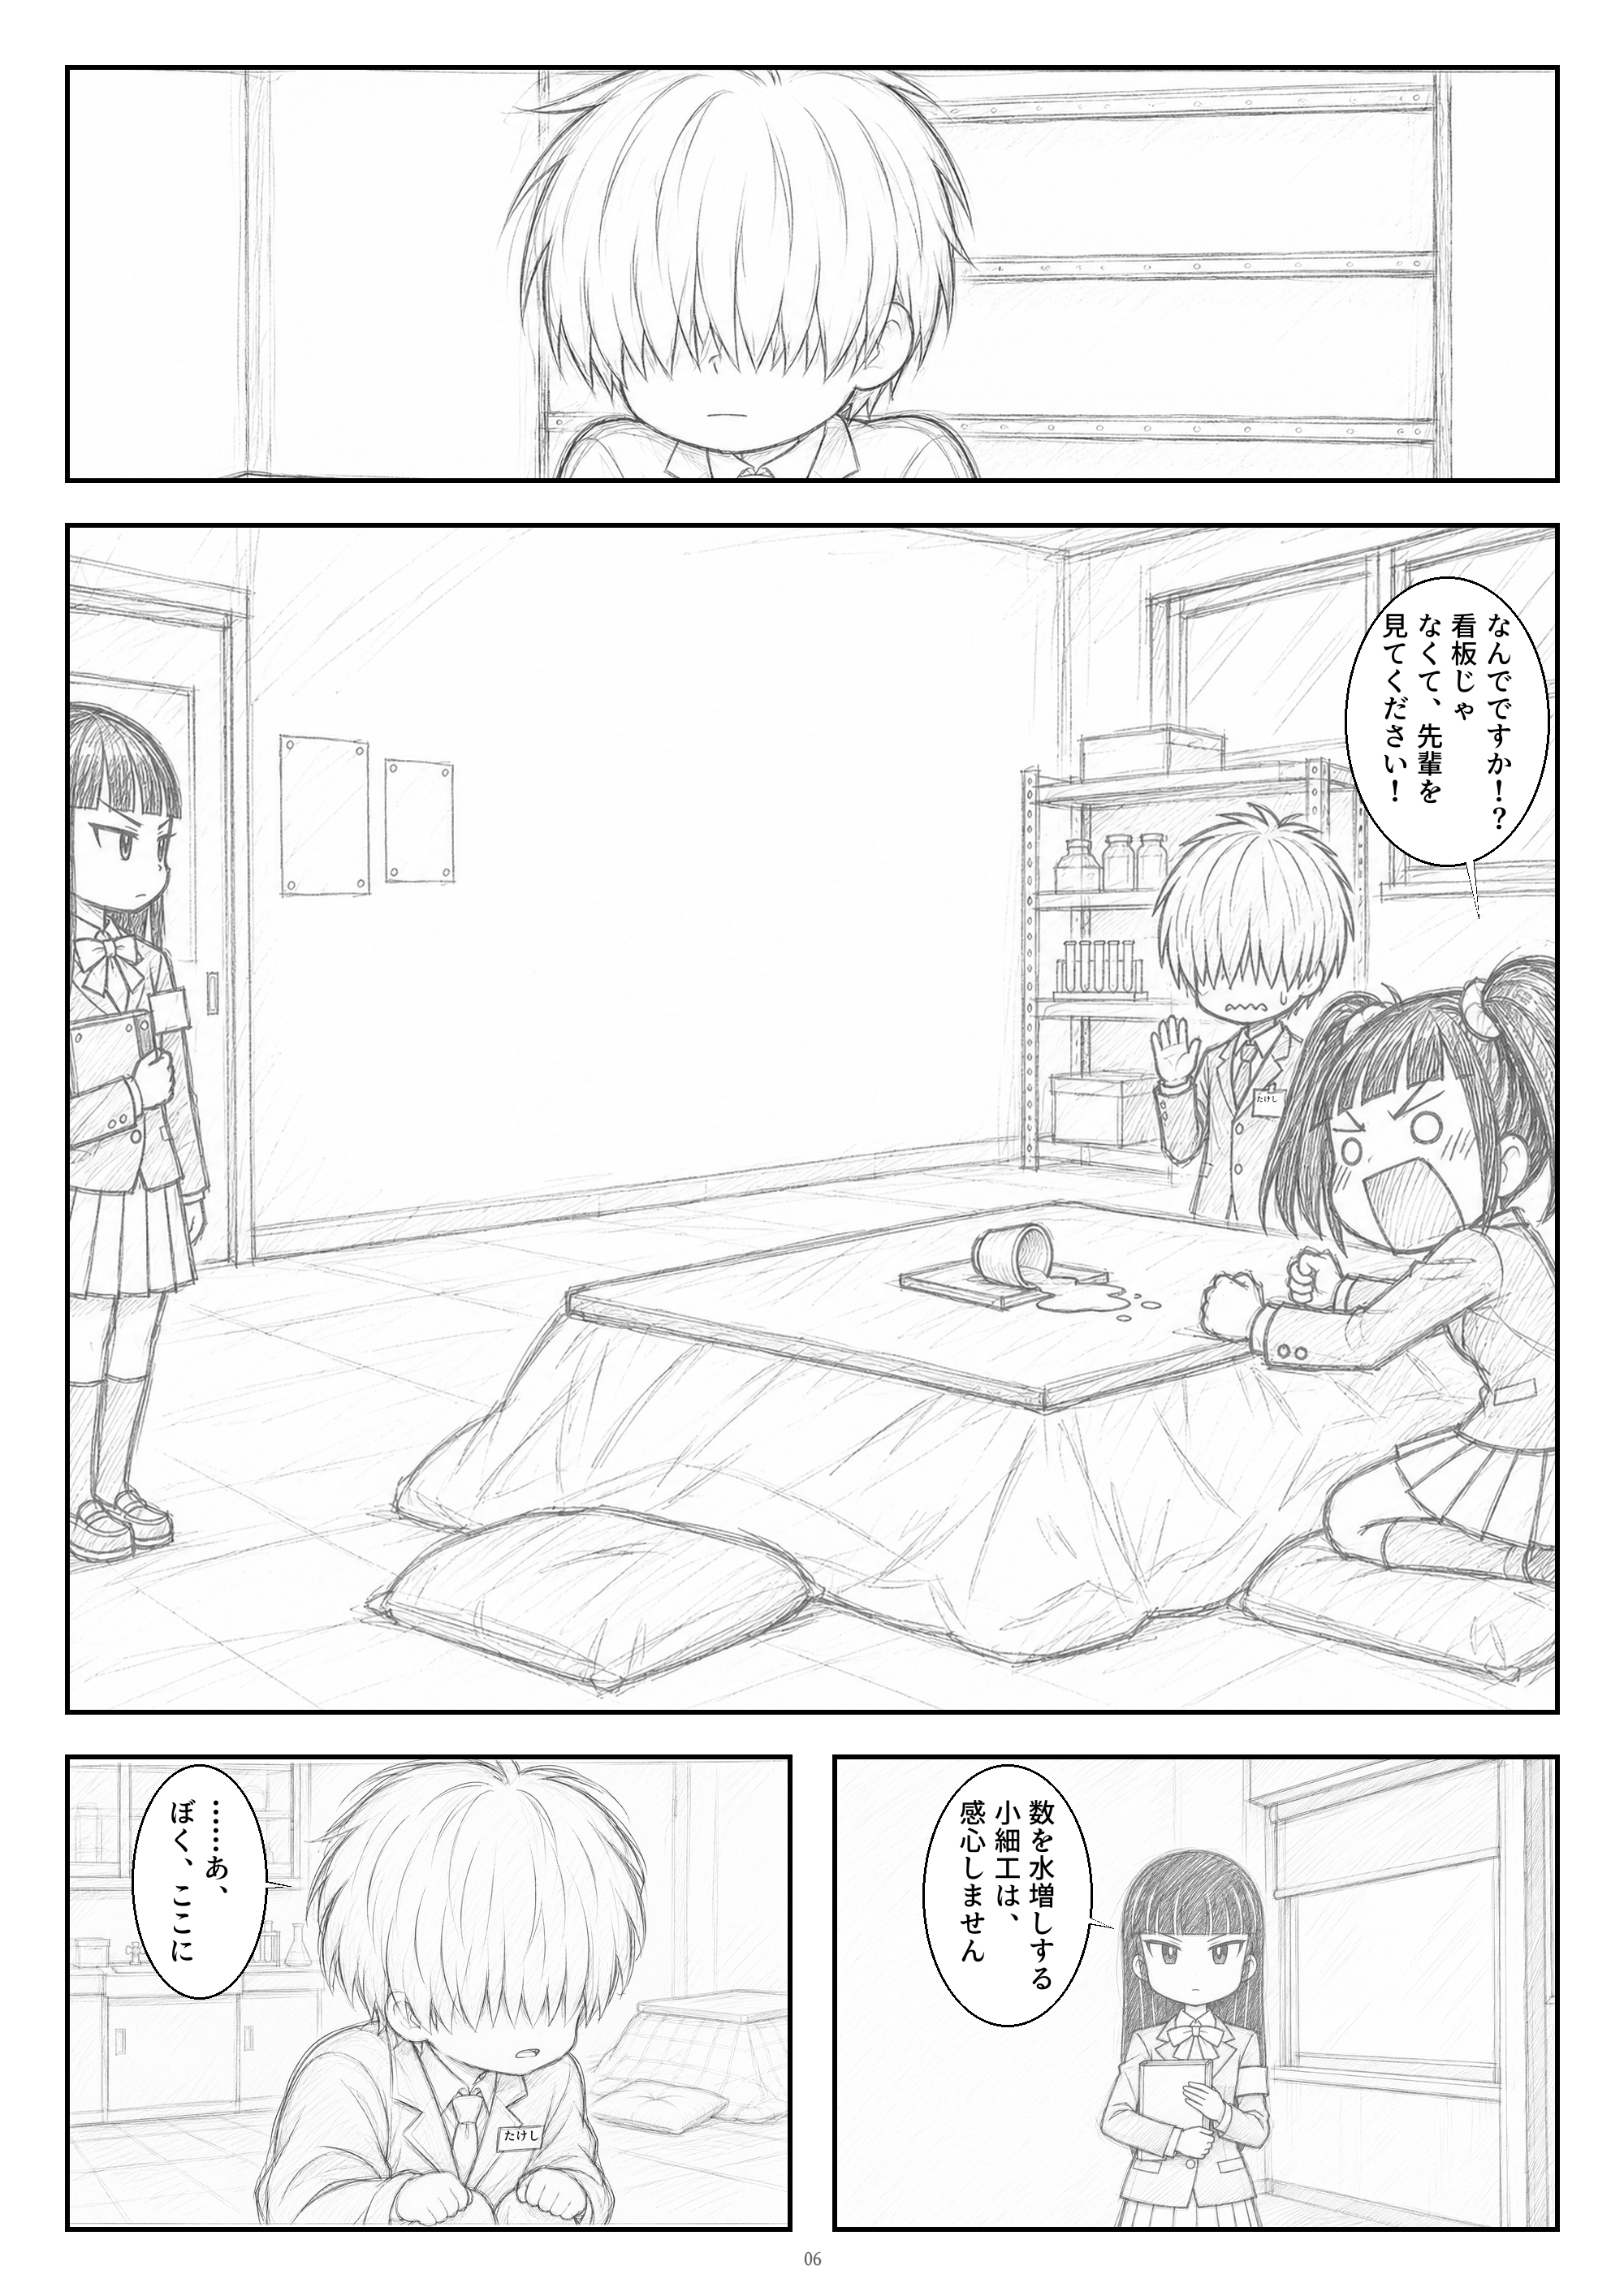 なんでですか！？
看板じゃ
なくて、先輩を
見てください！
たけし
数を水増しする
小細工は、
感心しません
……あ、
ぼく、ここに
たけし
06